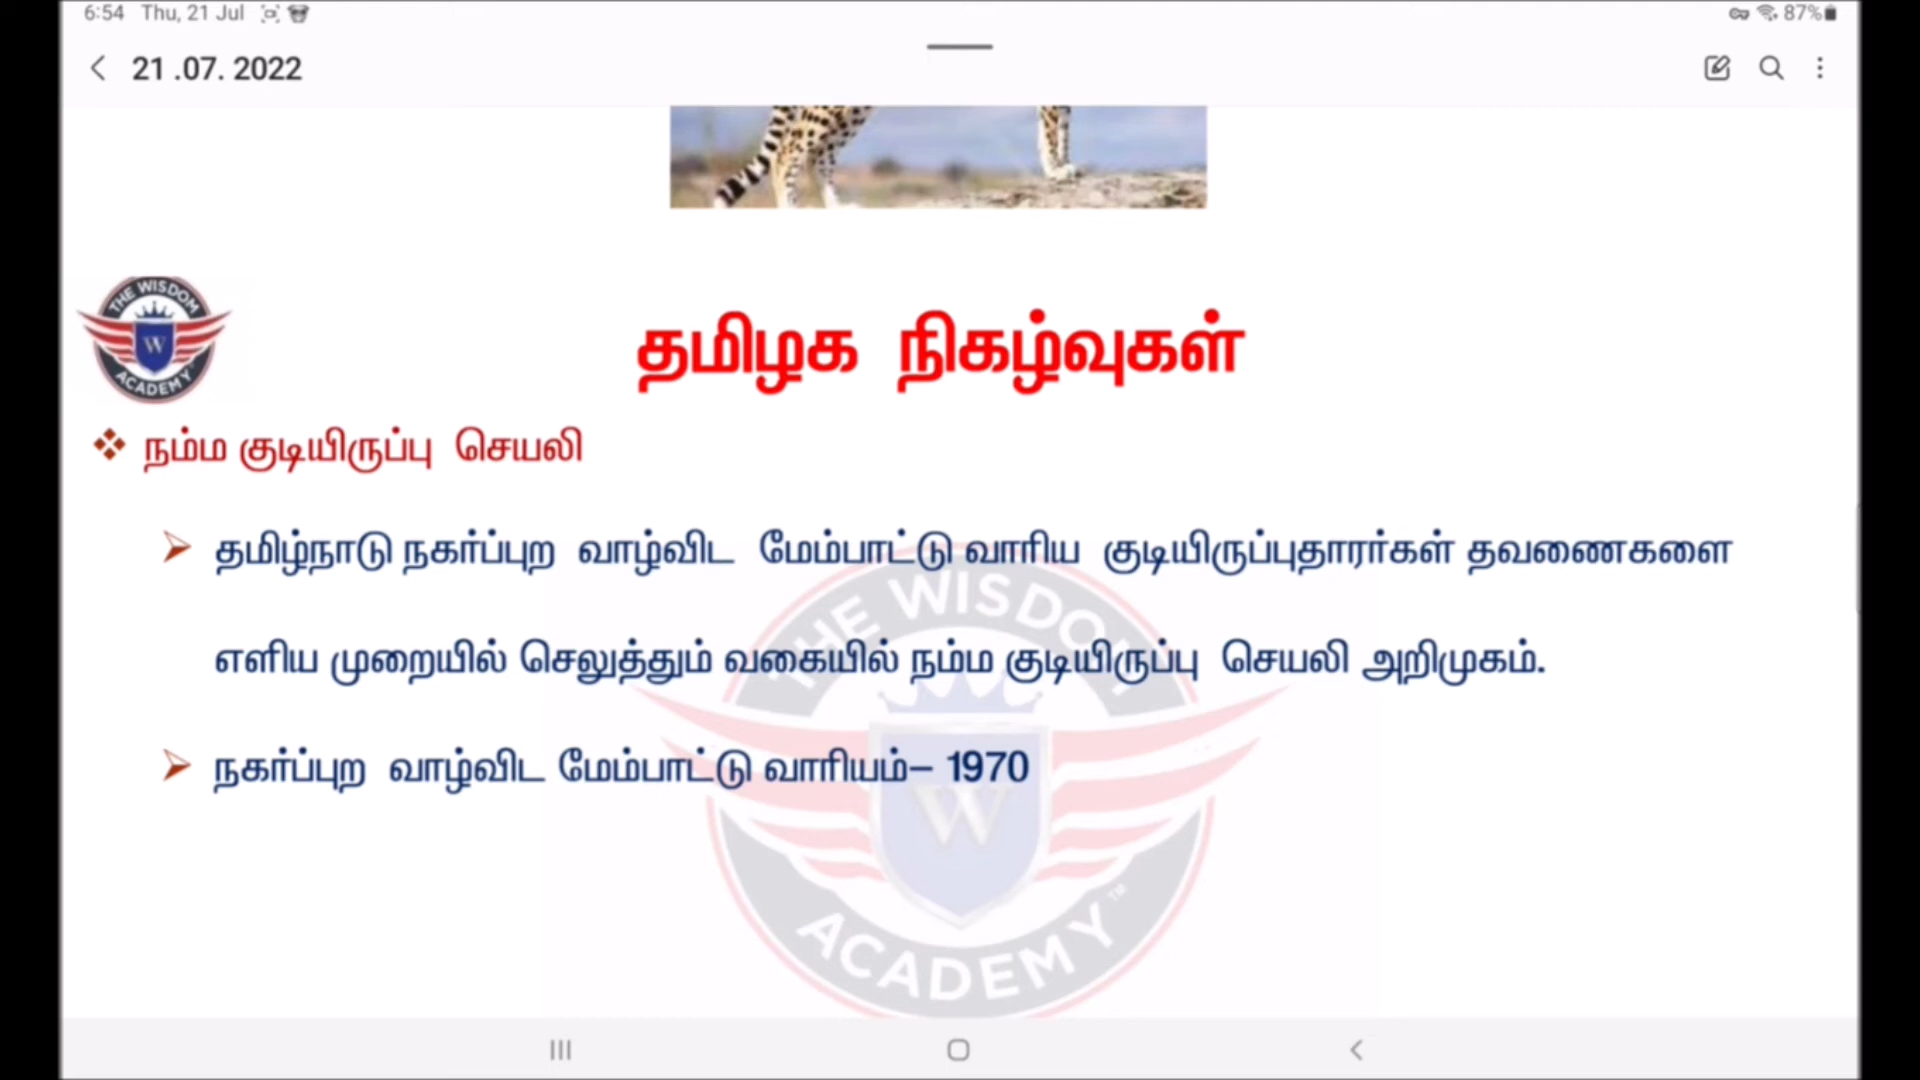 6:54 Thu, 21 Jul 87%
21 .07. 2022
THE WISDOM
W
ACADEMY
தமிழக நிகழ்வுகள்
நம்ம குடியிருப்பு செயலி
தமிழ்நாடு நகர்ப்புற வாழ்விட மேம்பாட்டு வாரிய குடியிருப்புதாரர்கள் தவணைகளை
எளிய முறையில் செலுத்தும் வகையில் நம்ம குடியிருப்பு செயலி அறிமுகம்.
நகர்ப்புற வாழ்விட மேம்பாட்டு வாரியம்– 1970
THE WISDOM
W
ACADEMY™